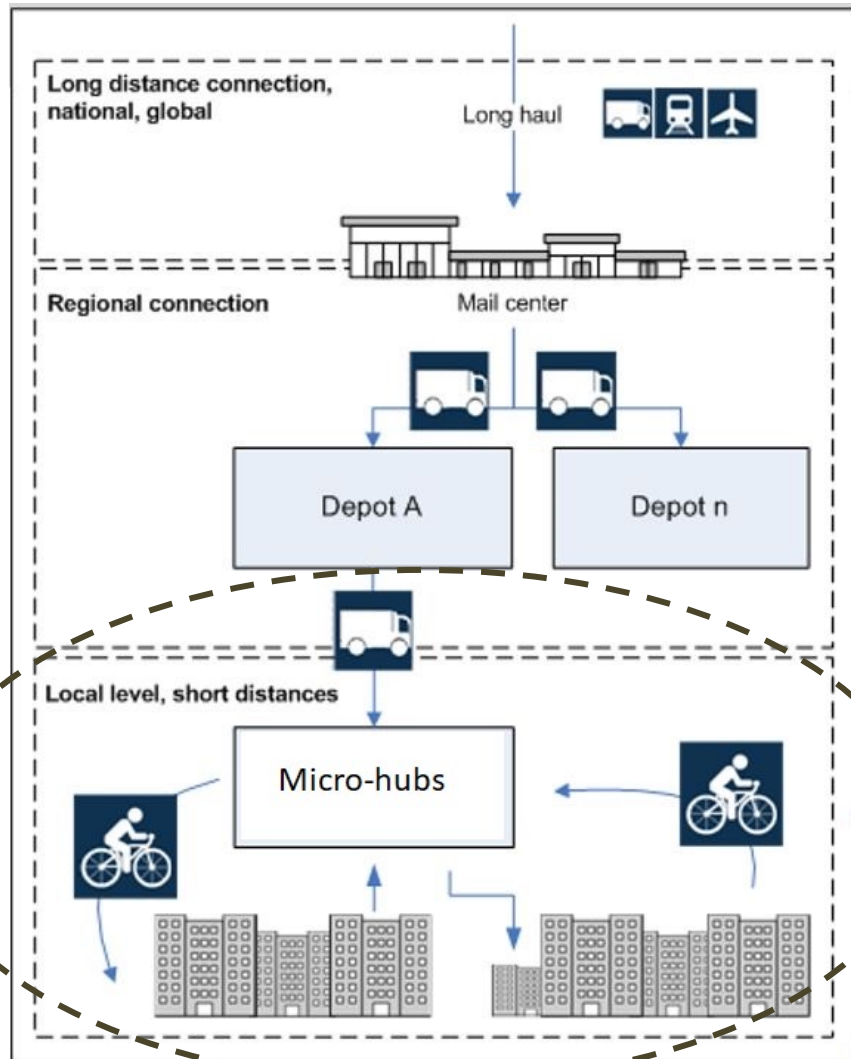 Long distance connection,
national, global
Long haul
Regional connection
Mail center
Depot A
Depot n
Local level, short distances
Micro-hubs